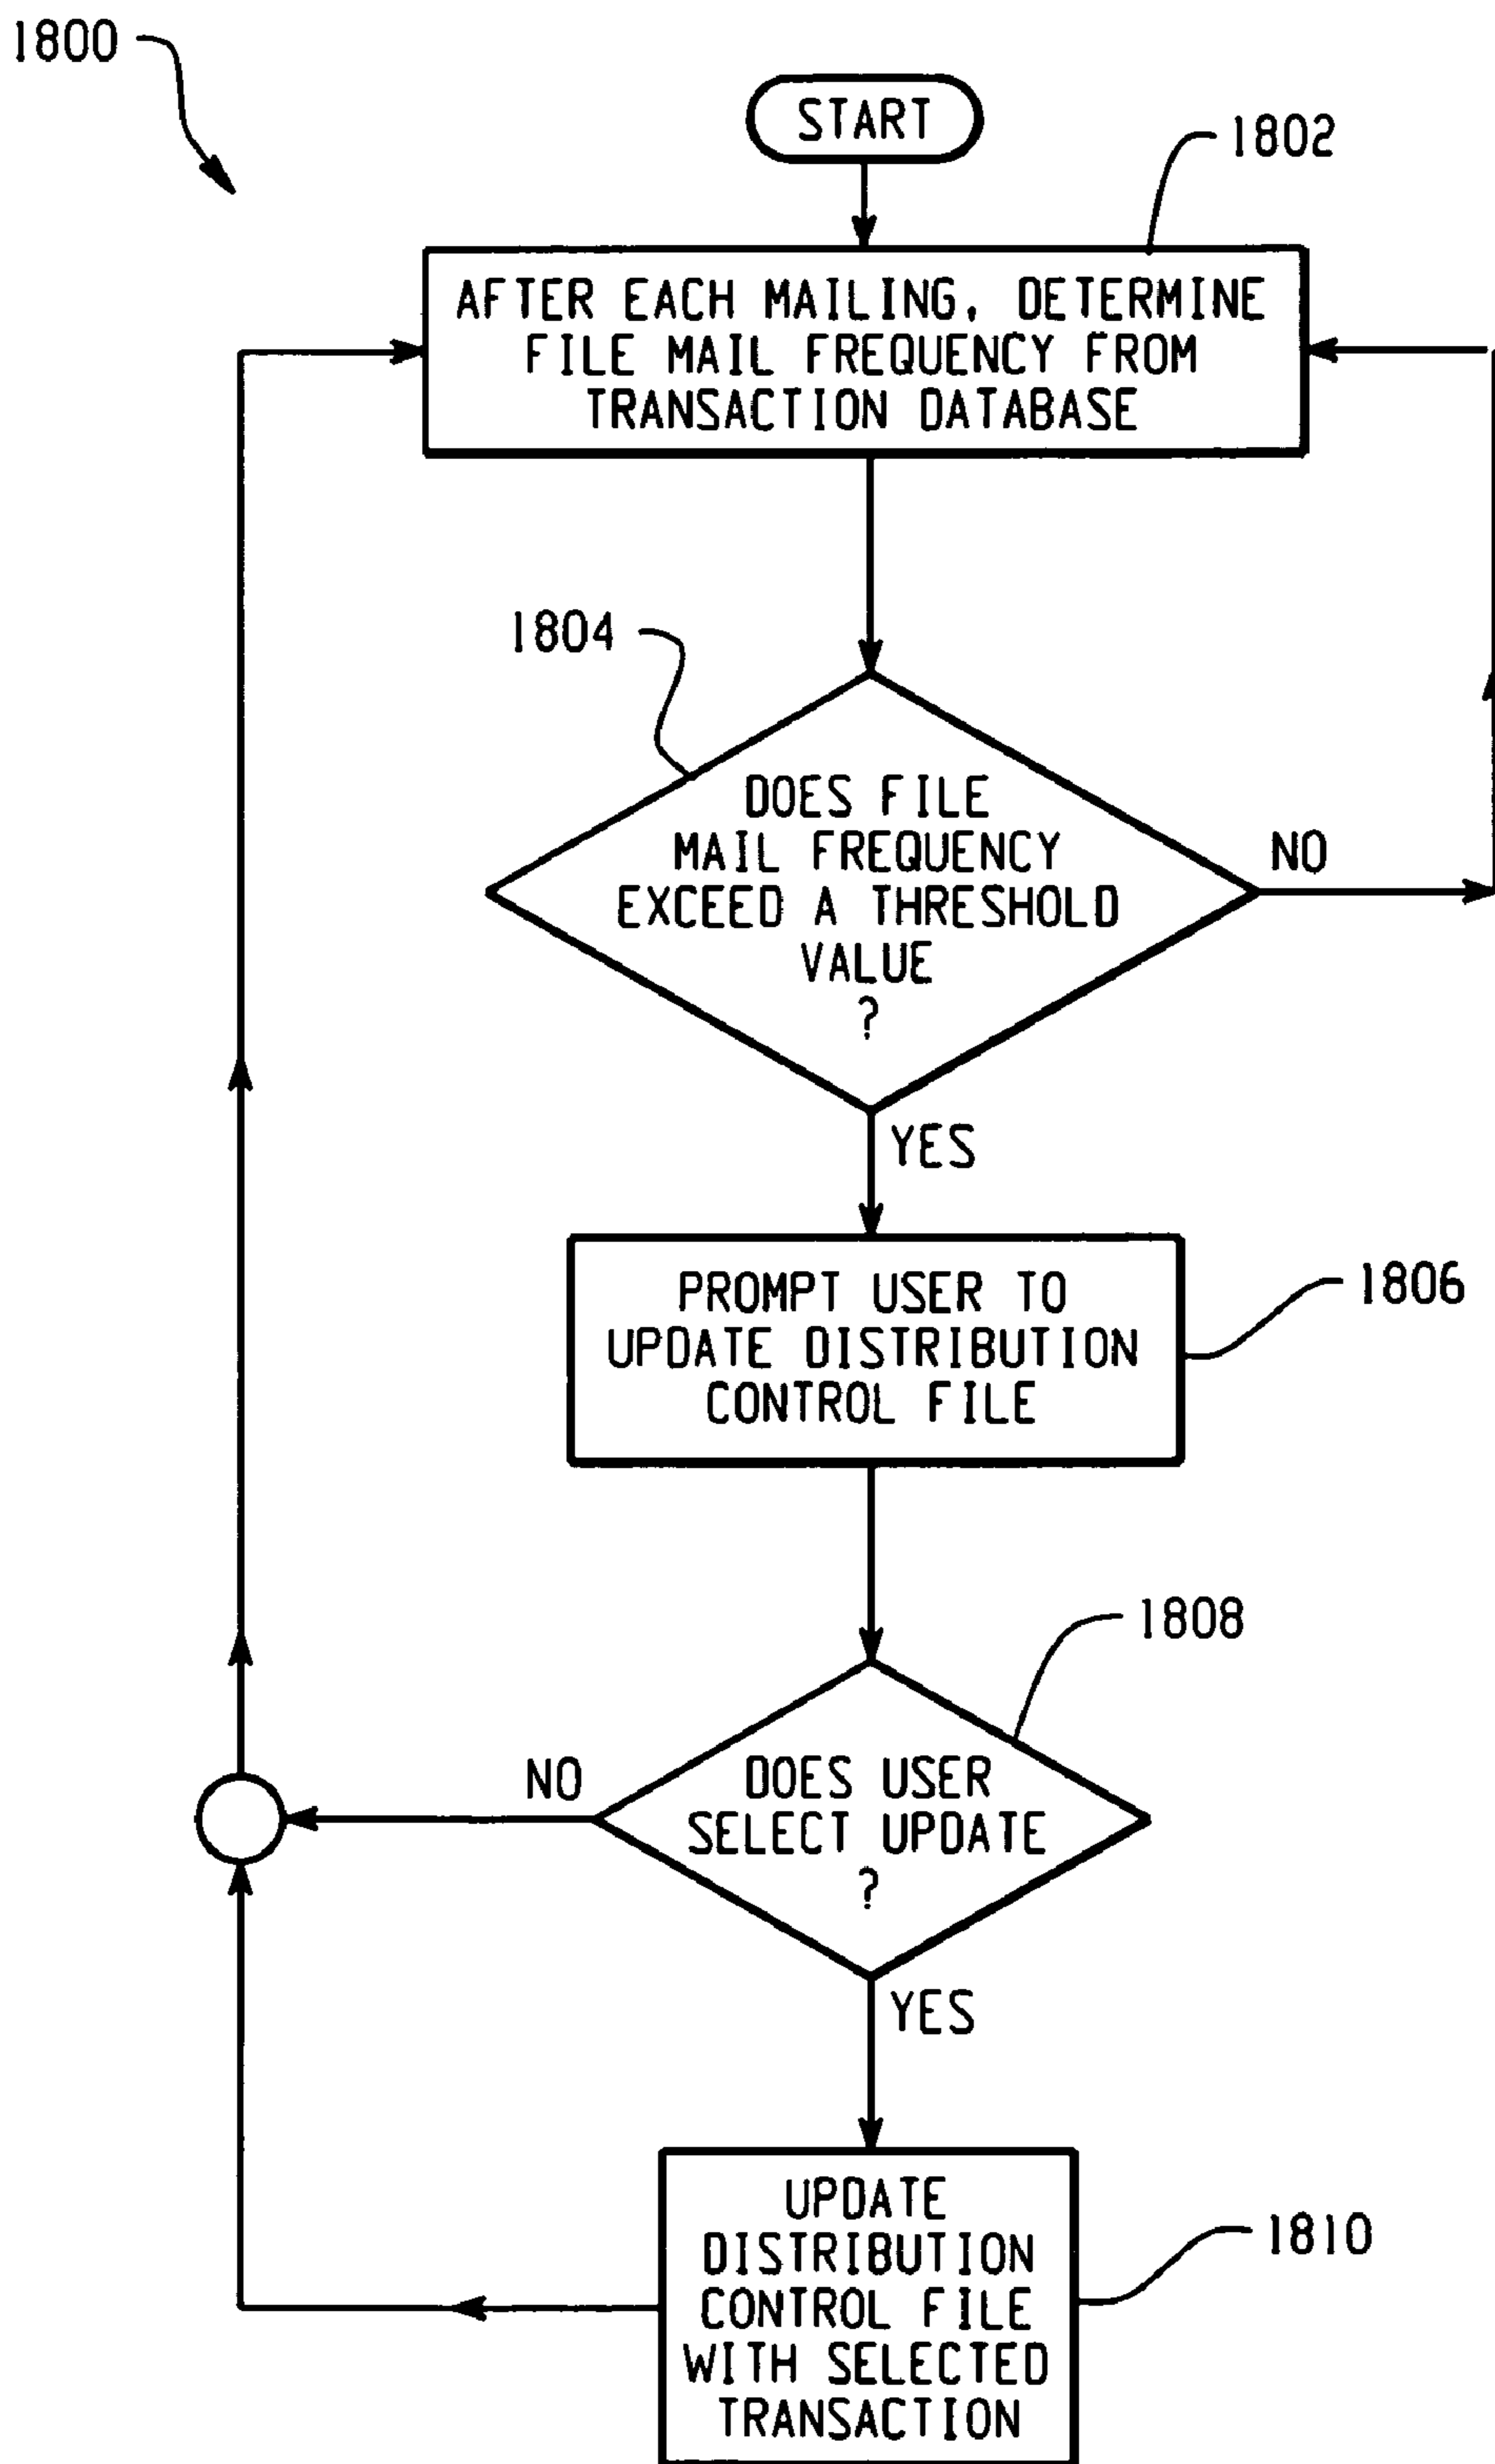 1800
START
1802
AFTER EACH MAILING, DETERMINE
FILE MAIL FREQUENCY FROM
TRANSACTION DATABASE
1804
DOES FILE
MAIL FREQUENCY
EXCEED A THRESHOLD
VALUE
?
NO
YES
PROMPT USER TO
UPDATE DISTRIBUTION
CONTROL FILE
1806
1808
NO
DOES USER
SELECT UPDATE
?
YES
UPDATE
DISTRIBUTION
CONTROL FILE
WITH SELECTED
TRANSACTION
1810